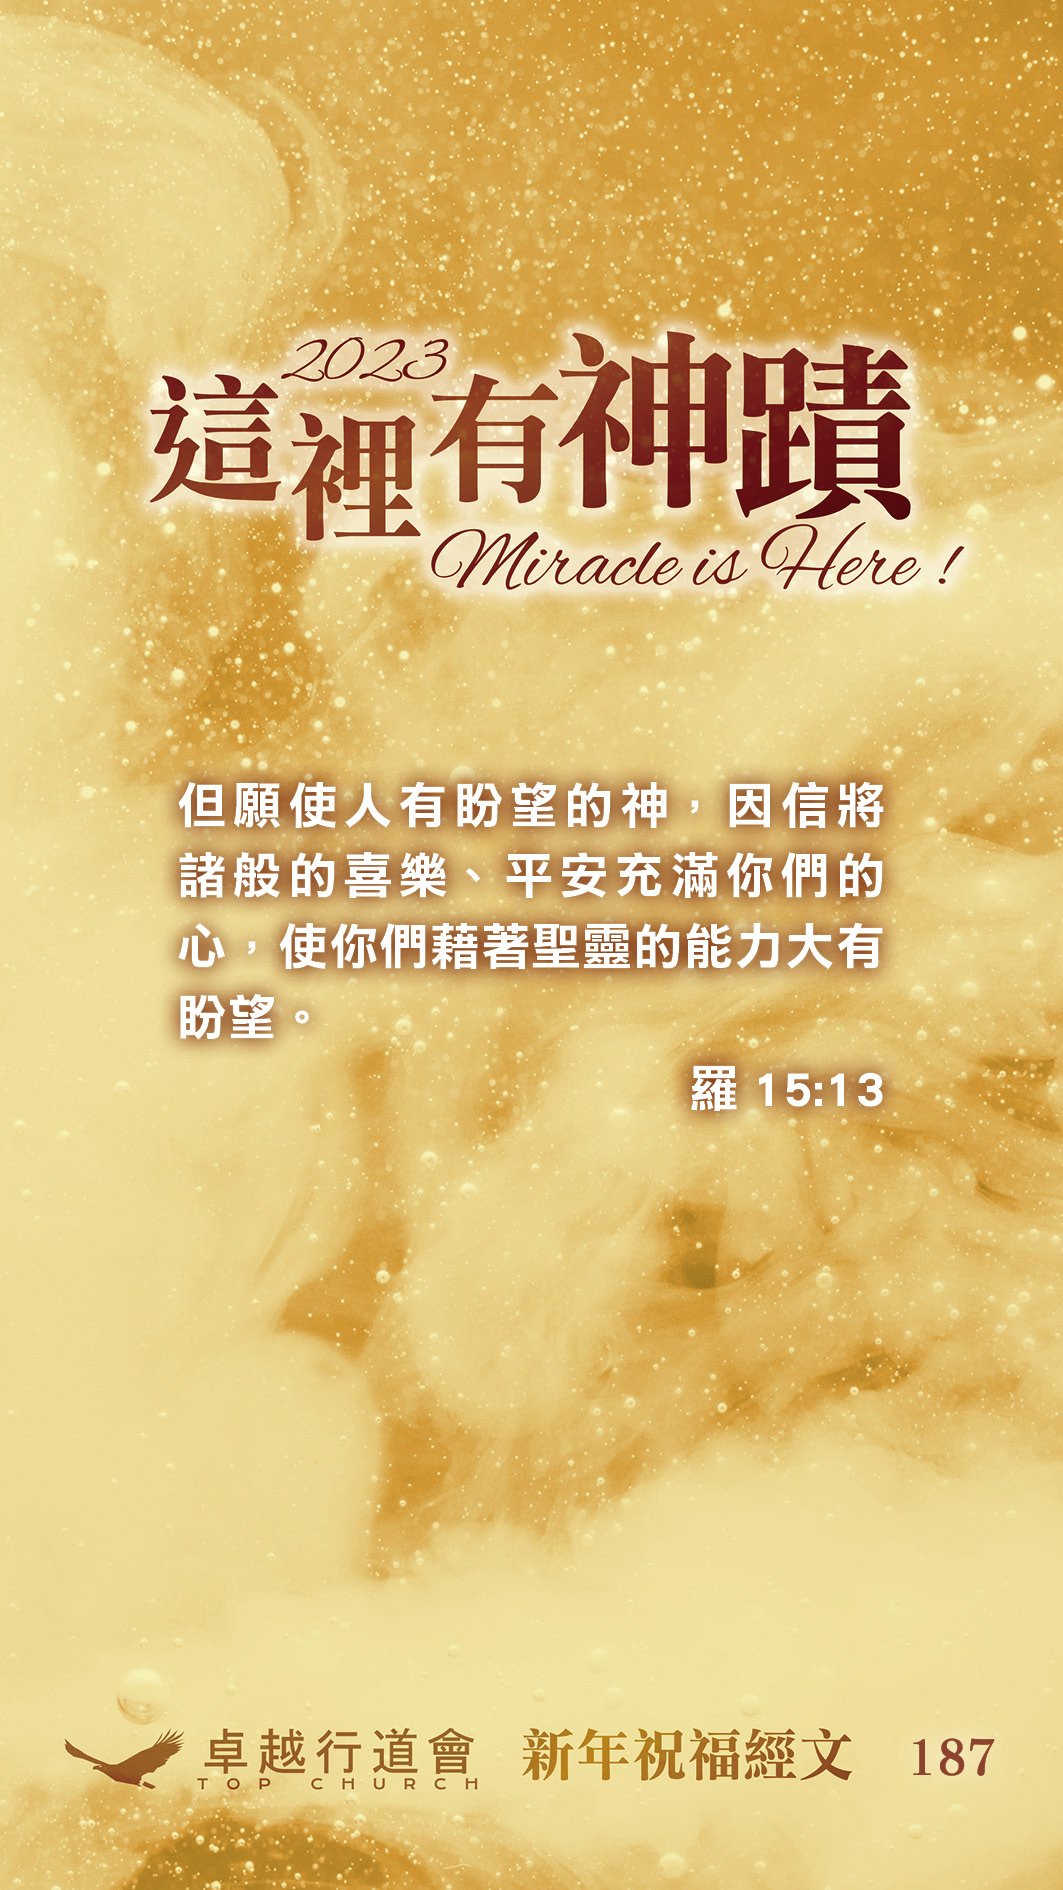 2023
這裡有神蹟
Miracle is Here !
但願使人有盼望的神，因信將
諸般的喜樂、平安充滿你們的
心，使你們藉著聖靈的能力大有
盼望。
羅 15:13
卓越行道會
TOP CHURCH
新年祝福經文
187